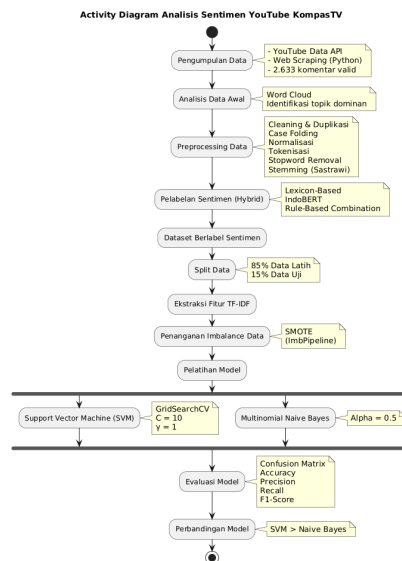 Activity Diagram Analisis Sentimen YouTube KompasTV
Pengumpulan Data
- YouTube Data API
- Web Scraping (Python)
- 2.633 komentar valid
Analisis Data Awal
Word Cloud
Identifikasi topik dominan
Preprocessing Data
Cleaning & Duplikasi
Case Folding
Normalisasi
Tokenisasi
Stopword Removal
Stemming (Sastrawi)
Pelabelan Sentimen (Hybrid)
Lexicon-Based
IndoBERT
Rule-Based Combination
Dataset Berlabel Sentimen
Split Data
85% Data Latih
15% Data Uji
Ekstraksi Fitur TF-IDF
Penanganan Imbalance Data
SMOTE
(ImbPipeline)
Pelatihan Model
Support Vector Machine (SVM)
GridSearchCV
C = 10
γ = 1
Multinomial Naive Bayes
Alpha = 0.5
Evaluasi Model
Confusion Matrix
Accuracy
Precision
Recall
F1-Score
Perbandingan Model
SVM > Naive Bayes